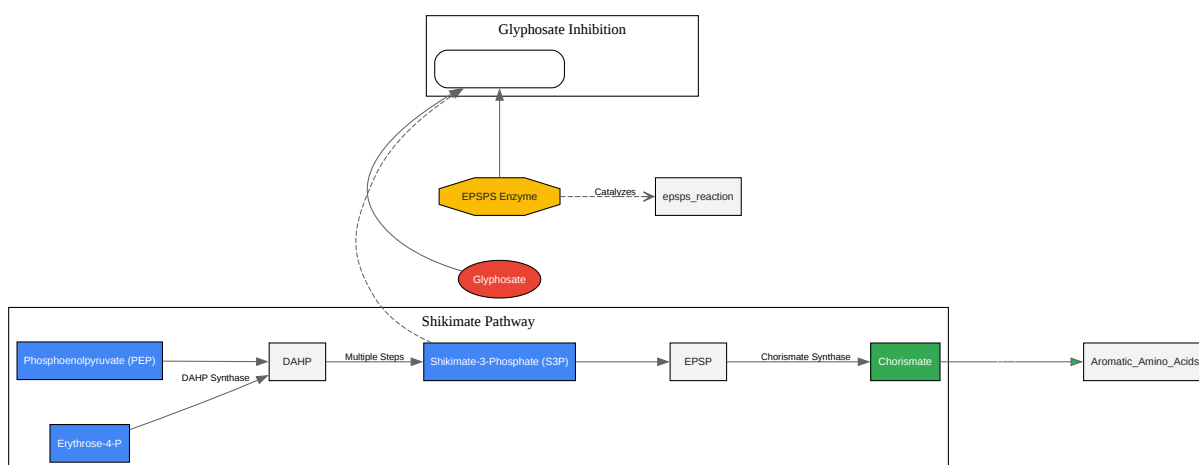 Glyphosate Inhibition
EPSPS Enzyme
Catalyzes
epsps_reaction
Glyphosate
Shikimate Pathway
Phosphoenolpyruvate (PEP)
DAHP Synthase
Erythrose-4-P
DAHP
Multiple Steps
Shikimate-3-Phosphate (S3P)
EPSP
Chorismate Synthase
Chorismate
Aromatic_Amino_Acids